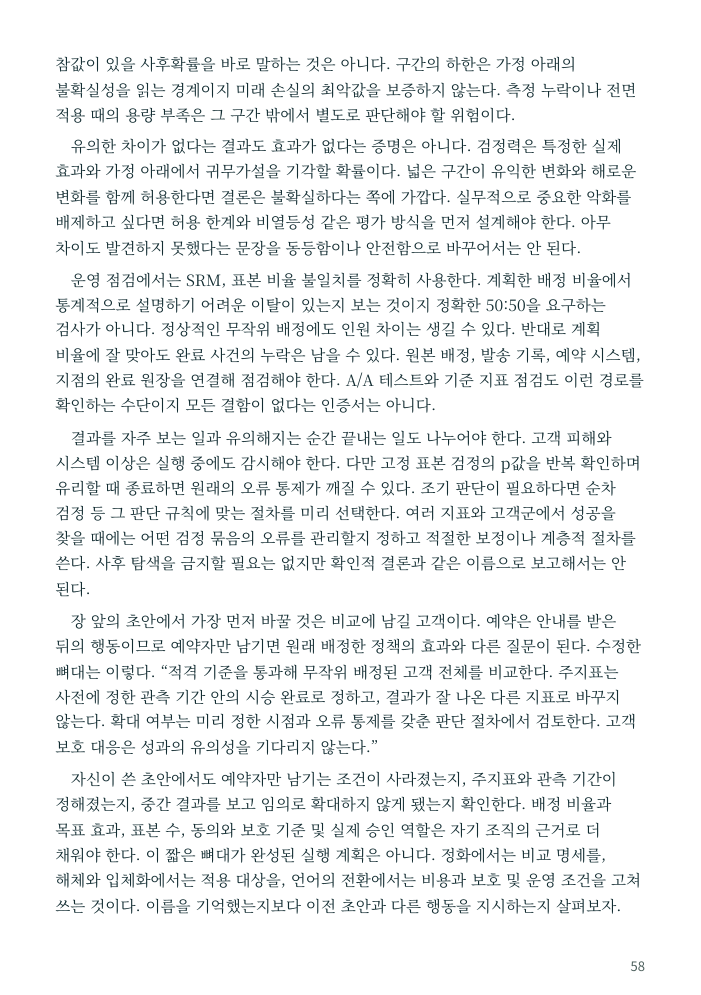 참값이 있을 사후확률을 바로 말하는 것은 아니다. 구간의 하한은 가정 아래의
불확실성을 읽는 경계이지 미래 손실의 최악값을 보증하지 않는다. 측정 누락이나 전면
적용 때의 용량 부족은 그 구간 밖에서 별도로 판단해야 할 위험이다.
유의한 차이가 없다는 결과도 효과가 없다는 증명은 아니다. 검정력은 특정한 실제
효과와 가정 아래에서 귀무가설을 기각할 확률이다. 넓은 구간이 유익한 변화와 해로운
변화를 함께 허용한다면 결론은 불확실하다는 쪽에 가깝다. 실무적으로 중요한 악화를
배제하고 싶다면 허용 한계와 비열등성 같은 평가 방식을 먼저 설계해야 한다. 아무
차이도 발견하지 못했다는 문장을 동등함이나 안전함으로 바꾸어서는 안 된다.
운영 점검에서는 SRM, 표본 비율 불일치를 정확히 사용한다. 계획한 배정 비율에서
통계적으로 설명하기 어려운 이탈이 있는지 보는 것이지 정확한 50:50을 요구하는
검사가 아니다. 정상적인 무작위 배정에도 인원 차이는 생길 수 있다. 반대로 계획
비율에 잘 맞아도 완료 사건의 누락은 남을 수 있다. 원본 배정, 발송 기록, 예약 시스템,
지점의 완료 원장을 연결해 점검해야 한다. A/A 테스트와 기준 지표 점검도 이런 경로를
확인하는 수단이지 모든 결함이 없다는 인증서는 아니다.
결과를 자주 보는 일과 유의해지는 순간 끝내는 일도 나누어야 한다. 고객 피해와
시스템 이상은 실행 중에도 감시해야 한다. 다만 고정 표본 검정의 p값을 반복 확인하며
유리할 때 종료하면 원래의 오류 통제가 깨질 수 있다. 조기 판단이 필요하다면 순차
검정 등 그 판단 규칙에 맞는 절차를 미리 선택한다. 여러 지표와 고객군에서 성공을
찾을 때에는 어떤 검정 묶음의 오류를 관리할지 정하고 적절한 보정이나 계층적 절차를
쓴다. 사후 탐색을 금지할 필요는 없지만 확인적 결론과 같은 이름으로 보고해서는 안
된다.
장 앞의 초안에서 가장 먼저 바꿀 것은 비교에 남길 고객이다. 예약은 안내를 받은
뒤의 행동이므로 예약자만 남기면 원래 배정한 정책의 효과와 다른 질문이 된다. 수정한
뼈대는 이렇다. “적격 기준을 통과해 무작위 배정된 고객 전체를 비교한다. 주지표는
사전에 정한 관측 기간 안의 시승 완료로 정하고, 결과가 잘 나온 다른 지표로 바꾸지
않는다. 확대 여부는 미리 정한 시점과 오류 통제를 갖춘 판단 절차에서 검토한다. 고객
보호 대응은 성과의 유의성을 기다리지 않는다.”
자신이 쓴 초안에서도 예약자만 남기는 조건이 사라졌는지, 주지표와 관측 기간이
정해졌는지, 중간 결과를 보고 임의로 확대하지 않게 됐는지 확인한다. 배정 비율과
목표 효과, 표본 수, 동의와 보호 기준 및 실제 승인 역할은 자기 조직의 근거로 더
채워야 한다. 이 짧은 뼈대가 완성된 실행 계획은 아니다. 정화에서는 비교 명세를,
해체와 입체화에서는 적용 대상을, 언어의 전환에서는 비용과 보호 및 운영 조건을 고쳐
쓰는 것이다. 이름을 기억했는지보다 이전 초안과 다른 행동을 지시하는지 살펴보자.
58